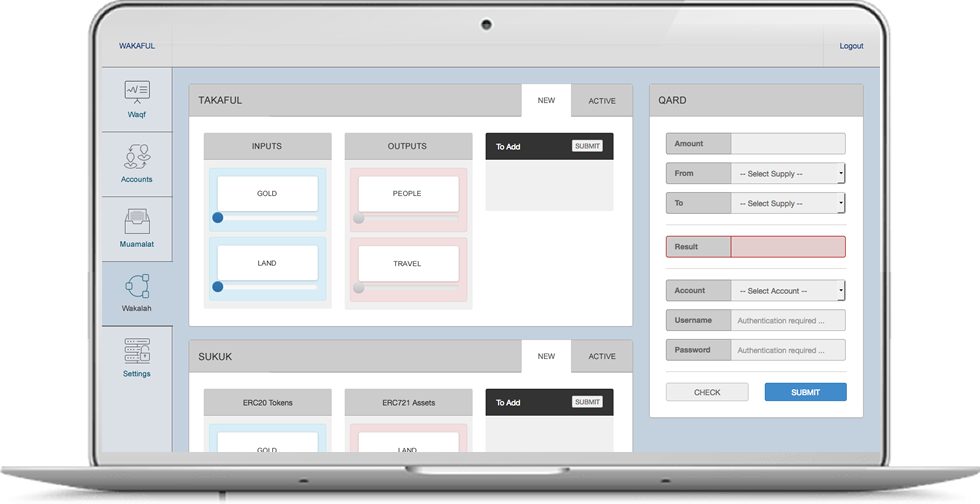 WAKAFUL
Logout
Waqf
Accounts
Muamalat
Wakalah
Settings
TAKAFUL
NEW
ACTIVE
INPUTS
GOLD
LAND
OUTPUTS
PEOPLE
TRAVEL
To Add
SUBMIT
SUKUK
NEW
ACTIVE
ERC20 Tokens
GOLD
ERC721 Assets
LAND
To Add
SUBMIT
QARD
Amount
From
-- Select Supply --
To
-- Select Supply --
Result
Account
-- Select Account --
Username
Authentication required ...
Password
Authentication required ...
CHECK
SUBMIT